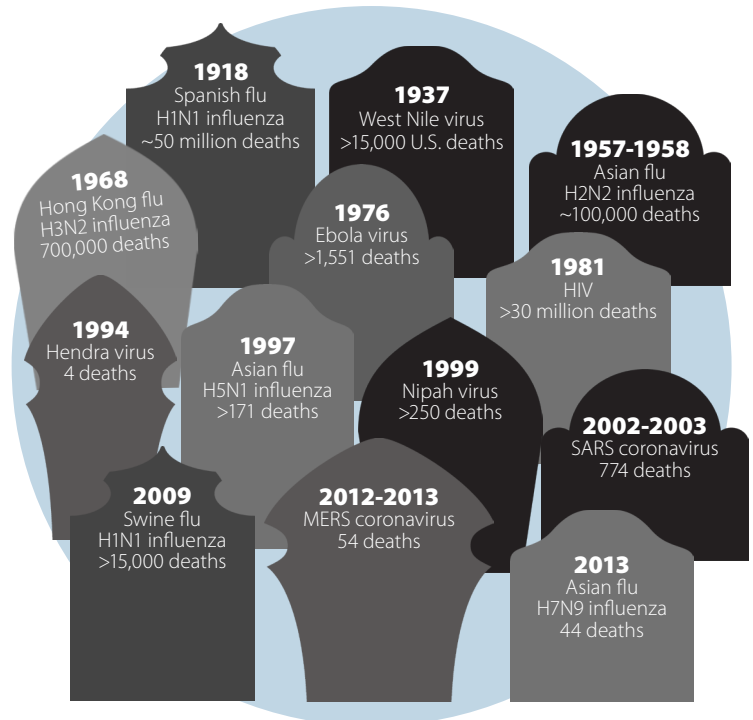 1918
Spanish flu
H1N1 influenza
~50 million deaths
1937
West Nile virus
>15,000 U.S. deaths
1957-1958
Asian flu
H2N2 influenza
~100,000 deaths
1968
Hong Kong flu
H3N2 influenza
700,000 deaths
1976
Ebola virus
>1,551 deaths
1981
HIV
>30 million deaths
1994
Hendra virus
4 deaths
1997
Asian flu
H5N1 influenza
>171 deaths
1999
Nipah virus
>250 deaths
2002-2003
SARS coronavirus
774 deaths
2009
Swine flu
H1N1 influenza
>15,000 deaths
2012-2013
MERS coronavirus
54 deaths
2013
Asian flu
H7N9 influenza
44 deaths